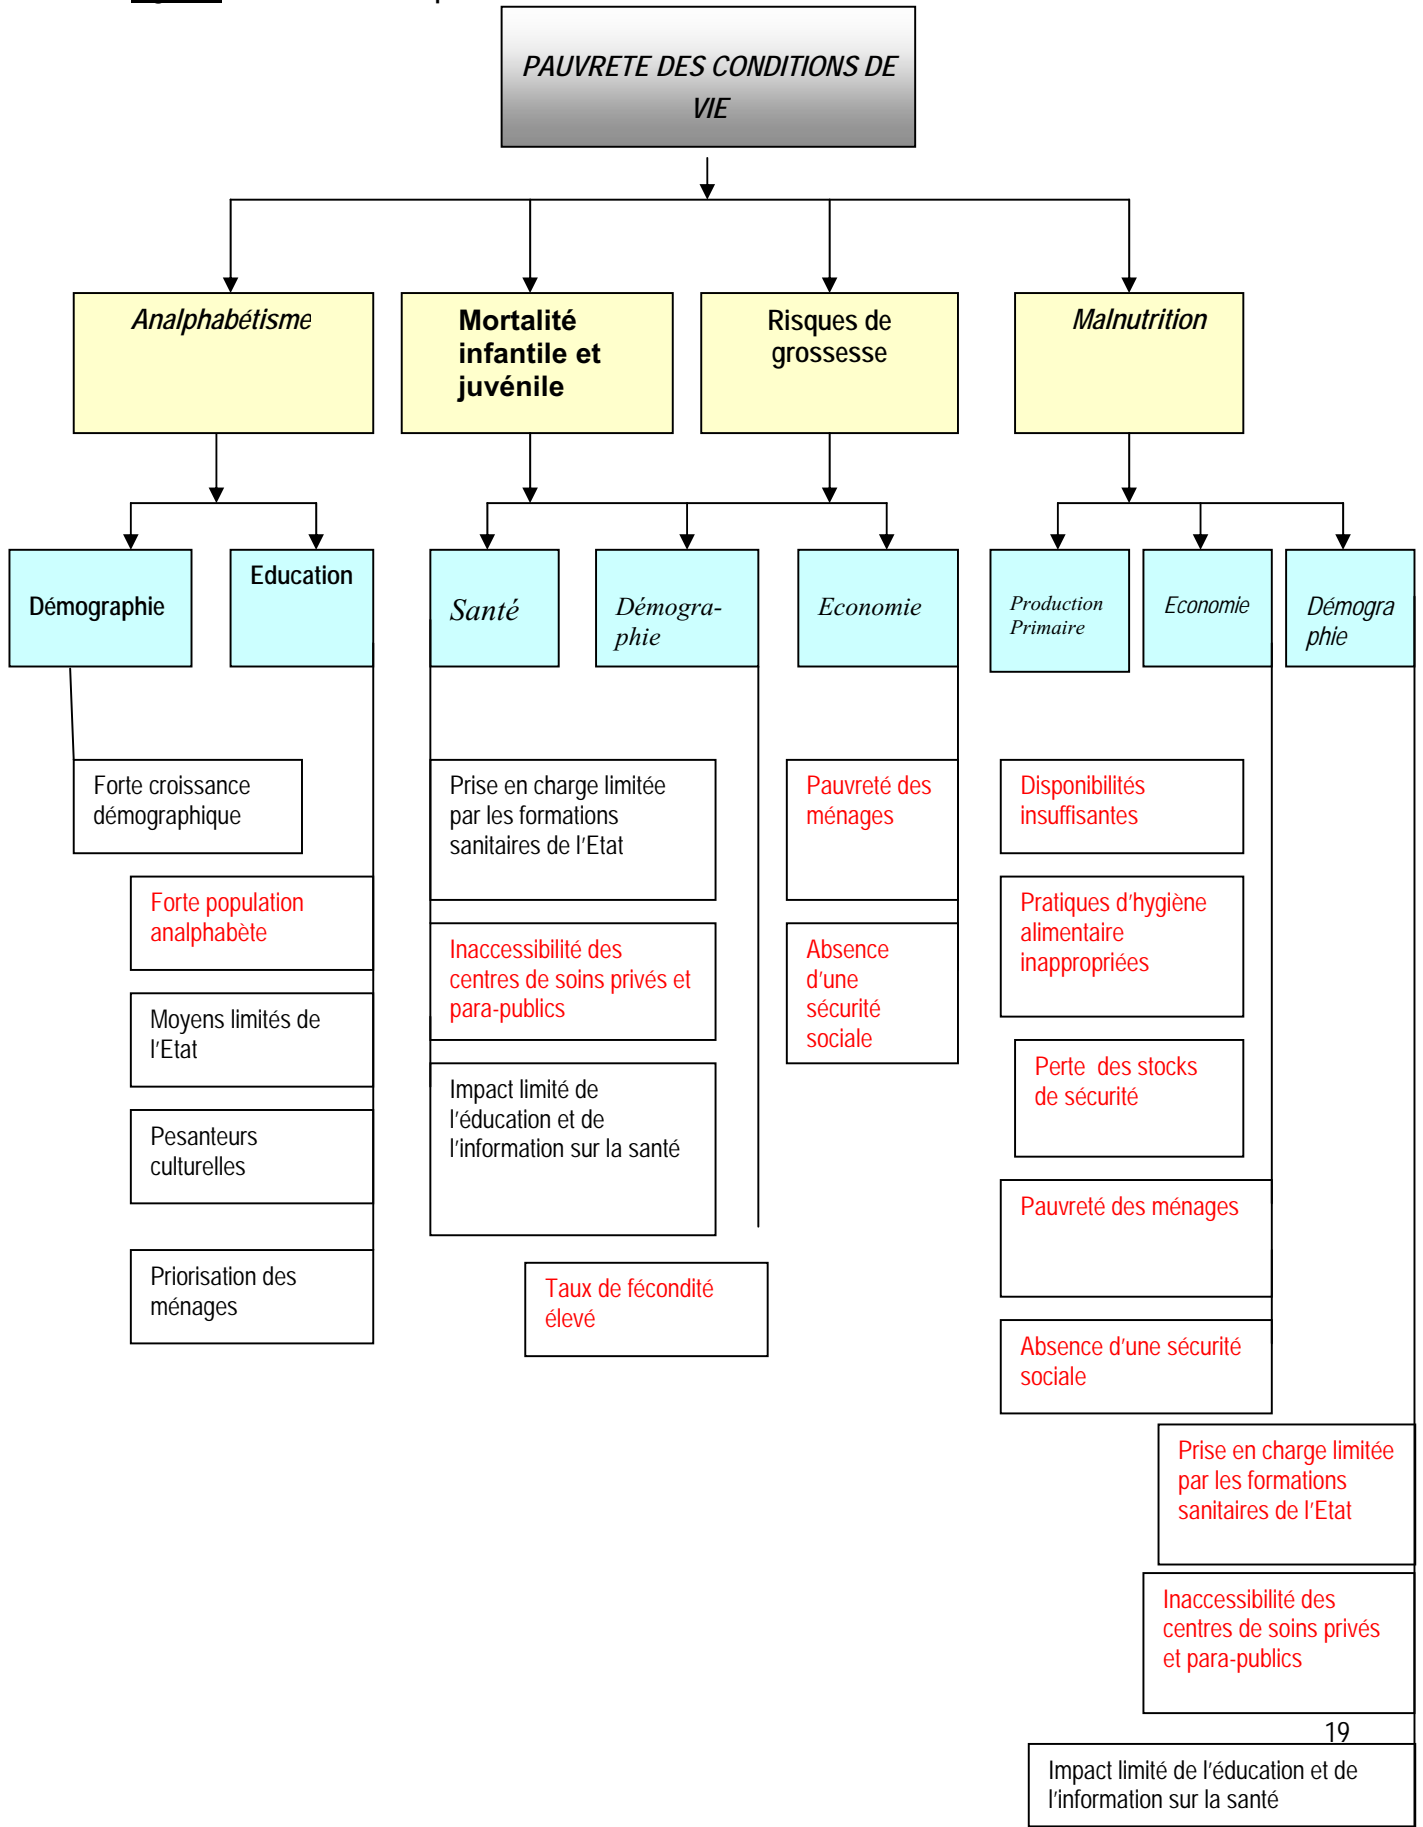 PAUVRETE DES CONDITIONS DE
VIE
Analphabétisme
Mortalité
infantile et
juvénile
Risques de
grossesse
Malnutrition
Démographie
Education
Santé
Démogra-
phie
Economie
Production
Primaire
Economie
Démogra
phie
Forte croissance
démographique
Forte population
analphabète
Moyens limités de
l'Etat
Pesanteurs
culturelles
Priorisation des
ménages
Prise en charge limitée
par les formations
sanitaires de l'Etat
Inaccessibilité des
centres de soins privés et
para-publics
Impact limité de
l'éducation et de
l'information sur la santé
Taux de fécondité
élevé
Pauvreté des
ménages
Absence
d'une
sécurité
sociale
Disponibilités
insuffisantes
Pratiques d'hygiène
alimentaire
inappropriées
Perte des stocks
de sécurité
Pauvreté des ménages
Absence d'une sécurité
sociale
Prise en charge limitée
par les formations
sanitaires de l'Etat
Inaccessibilité des
centres de soins privés
et para-publics
19
Impact limité de l'éducation et de
l'information sur la santé